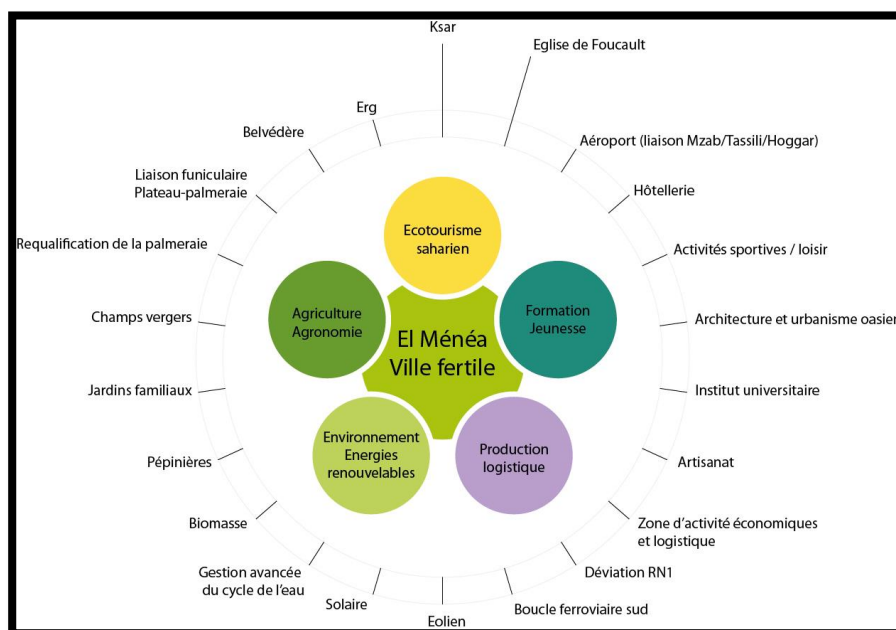 Ksar
Eglise de Foucault
Aéroport (liaison Mzab/Tassili/Hoggar)
Hôtellerie
Activités sportives / loisir
Architecture et urbanisme oasien
Institut universitaire
Artisanat
Zone d'activité économiques
et logistique
Déviation RN1
Boucle ferroviaire sud
Eolien
Solaire
Gestion avancée
du cycle de l'eau
Biomasse
Pépinières
Jardins familiaux
Champs vergers
Requalification de la palmeraie
Liaison funiculaire
Plateau-palmeraie
Belvédère
Erg
Ecotourisme
saharien
Formation
Jeunesse
Production
logistique
Environnement
Energies
renouvelables
Agriculture
Agronomie
El Ménéa
Ville fertile